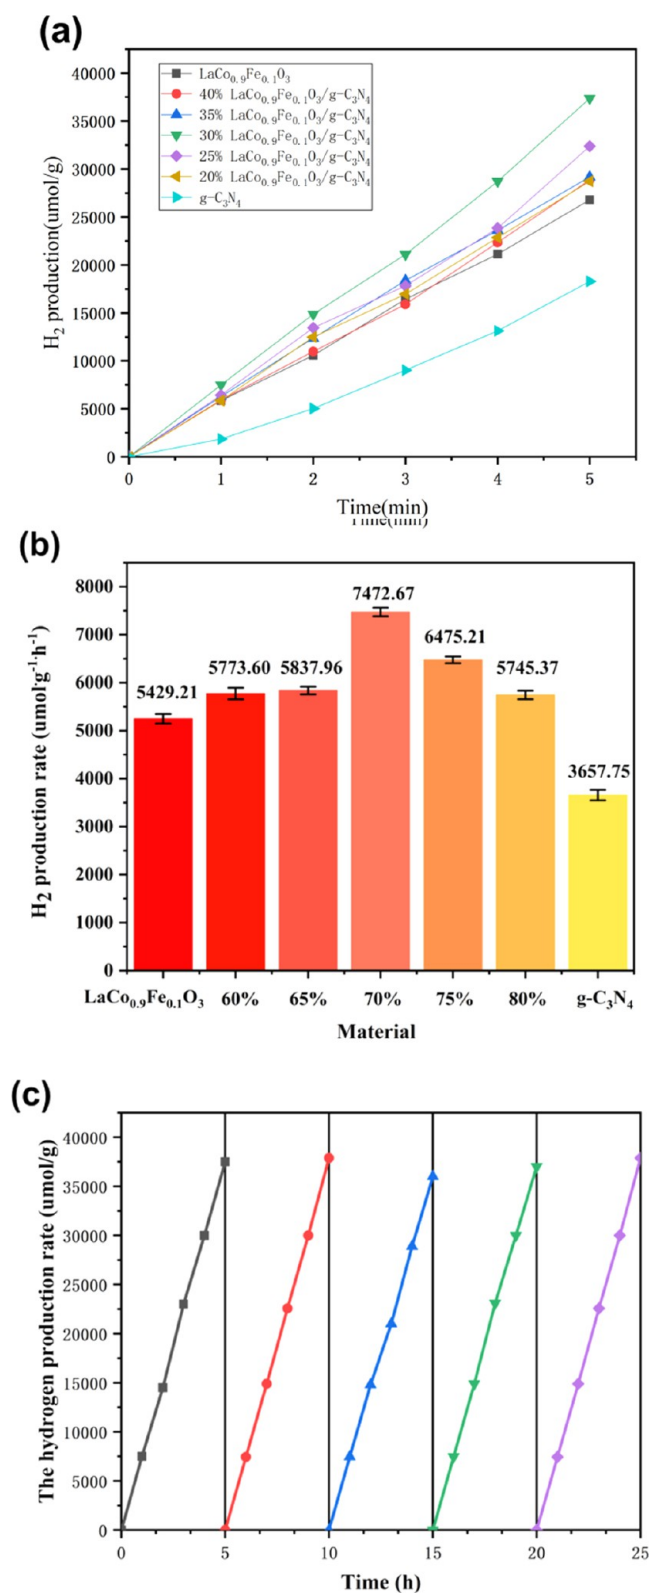 (a)
H₂ production(umol/g)
40000
35000
30000
25000
20000
15000
10000
5000
0
LaCo₀.₉Fe₀.₁O₃
40% LaCo₀.₉Fe₀.₁O₃/g-C₃N₄
35% LaCo₀.₉Fe₀.₁O₃/g-C₃N₄
30% LaCo₀.₉Fe₀.₁O₃/g-C₃N₄
25% LaCo₀.₉Fe₀.₁O₃/g-C₃N₄
20% LaCo₀.₉Fe₀.₁O₃/g-C₃N₄
g-C₃N₄
0 1 2 3 4 5
Time(min)
Time(min)
(b)
H₂ production rate (umol·g⁻¹·h⁻¹)
8000
7000
6000
5000
4000
3000
2000
1000
0
5429.21
5773.60
5837.96
7472.67
6475.21
5745.37
3657.75
LaCo₀.₉Fe₀.₁O₃ 60% 65% 70% 75% 80% g-C₃N₄
Material
(c)
The hydrogen production rate (umol/g)
40000
35000
30000
25000
20000
15000
10000
5000
0
0 5 10 15 20 25
Time (h)